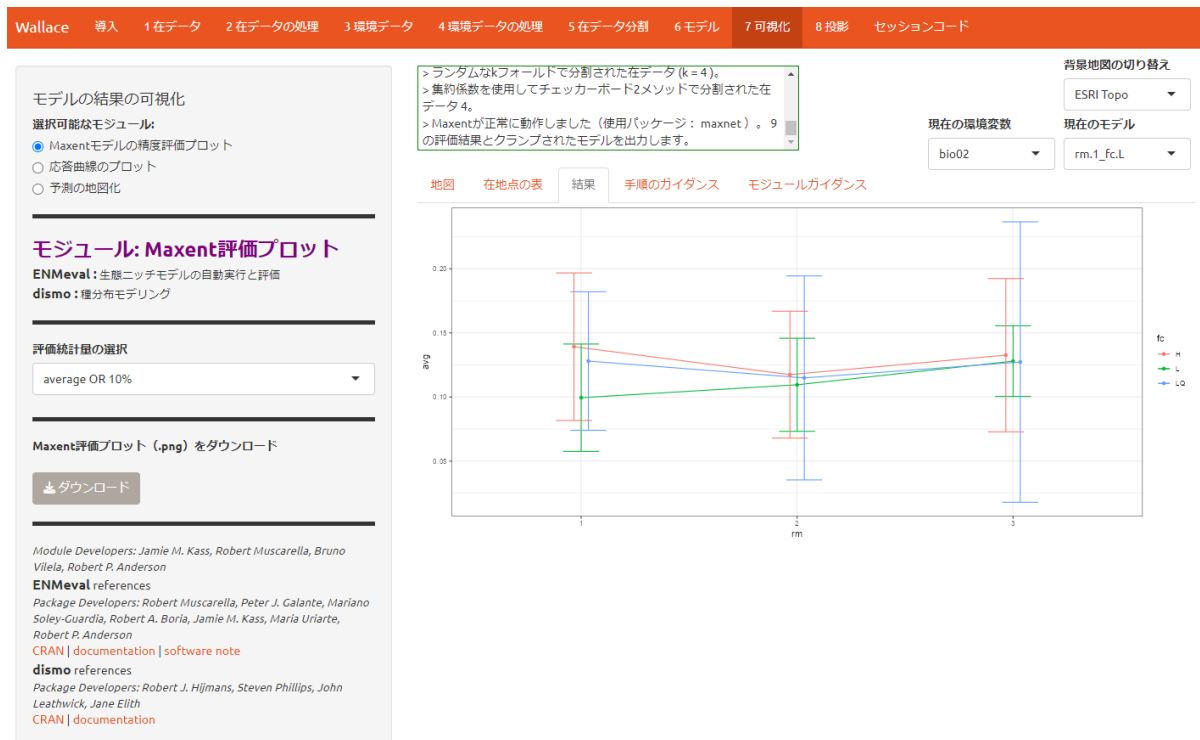 Wallace 導入 1 在データ 2 在データの処理 3 環境データ 4 環境データの処理 5 在データ分割 6 モデル 7 可視化 8 投影 セッションコード
モデルの結果の可視化
選択可能なモジュール:
Maxentモデルの精度評価プロット
応答曲線のプロット
予測の地図化
モジュール: Maxent評価プロット
ENMeval : 生態ニッチモデルの自動実行と評価
dismo : 種分布モデリング
評価統計量の選択
average OR 10%
Maxent評価プロット（.png）をダウンロード
ダウンロード
Module Developers: Jamie M. Kass, Robert Muscarella, Bruno
Vilela, Robert P. Anderson
ENMeval references
Package Developers: Robert Muscarella, Peter J. Galante, Mariano
Soley-Guardia, Robert A. Boria, Jamie M. Kass, Maria Uriarte,
Robert P. Anderson
CRAN | documentation | software note
dismo references
Package Developers: Robert J. Hijmans, Steven Phillips, John
Leathwick, Jane Elith
CRAN | documentation
> ランダムなkフォールドで分割された在データ (k = 4 )。
> 集約係数を使用してチェッカーボード2メソッドで分割された在
データ 4。
> Maxentが正常に動作しました（使用パッケージ： maxnet ）。 9
の評価結果とクランプされたモデルを出力します。
背景地図の切り替え
ESRI Topo
現在の環境変数
bio02
現在のモデル
rm.1_fc.L
地図 在地点の表 結果 手順のガイダンス モジュールガイダンス
avg
0.20
0.15
0.10
0.05
1 2 3
rm
fc
H
L
LQ